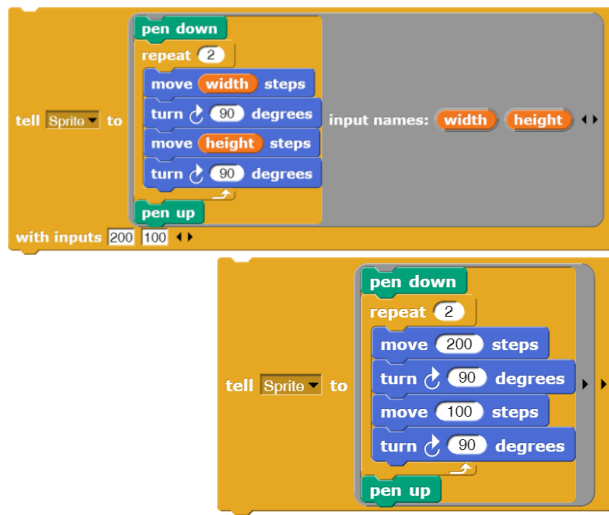 pen down
repeat 2
move width steps
turn 90 degrees
tell Sprite to input names: width height
move height steps
turn 90 degrees
pen up
with inputs 200 100
pen down
repeat 2
move 200 steps
tell Sprite to
turn 90 degrees
move 100 steps
turn 90 degrees
pen up